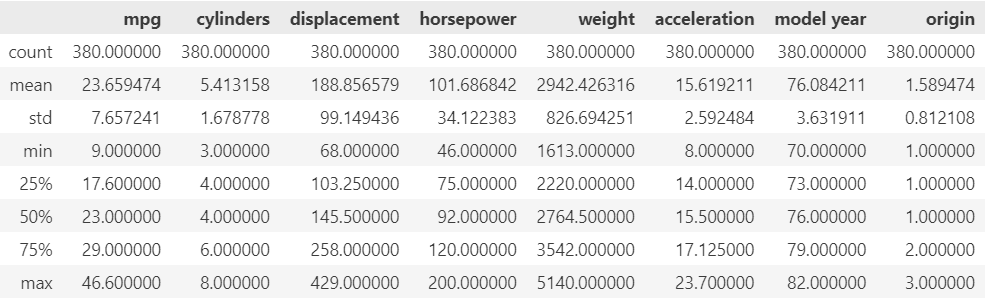 mpg cylinders displacement horsepower weight acceleration model year origin
count 380.000000 380.000000 380.000000 380.000000 380.000000 380.000000 380.000000 380.000000
mean 23.659474 5.413158 188.856579 101.686842 2942.426316 15.619211 76.084211 1.589474
std 7.657241 1.678778 99.149436 34.122383 826.694251 2.592484 3.631911 0.812108
min 9.000000 3.000000 68.000000 46.000000 1613.000000 8.000000 70.000000 1.000000
25% 17.600000 4.000000 103.250000 75.000000 2220.000000 14.000000 73.000000 1.000000
50% 23.000000 4.000000 145.500000 92.000000 2764.500000 15.500000 76.000000 1.000000
75% 29.000000 6.000000 258.000000 120.000000 3542.000000 17.125000 79.000000 2.000000
max 46.600000 8.000000 429.000000 200.000000 5140.000000 23.700000 82.000000 3.000000